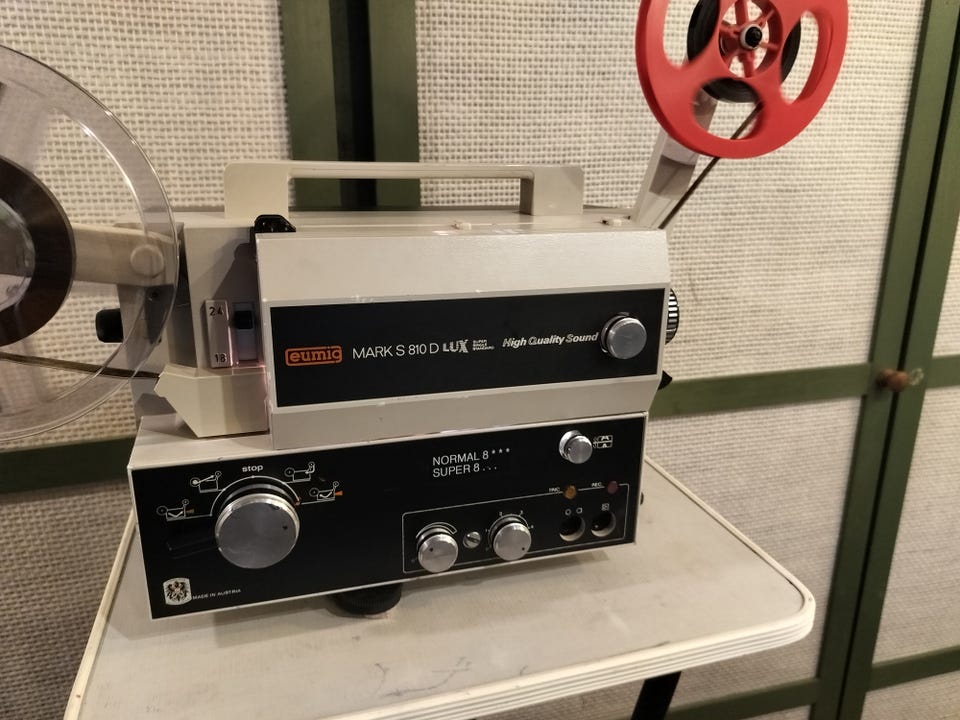 24
18
eumig MARK S 810 D LUX SUPER SINGLE STANDARD High Quality Sound
stop
NORMAL 8 ***
SUPER 8 ...
REC.
MADE IN AUSTRIA